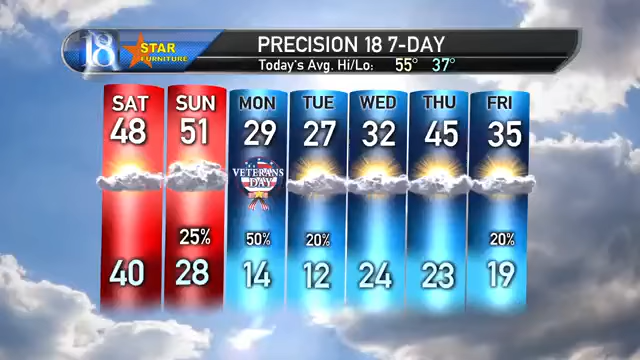 18 STAR
FURNITURE
PRECISION 18 7-DAY
Today's Avg. Hi/Lo: 55° 37°
SAT SUN MON TUE WED THU FRI
48 51 29 27 32 45 35
VETERANS
DAY
25% 50% 20% 20%
40 28 14 12 24 23 19